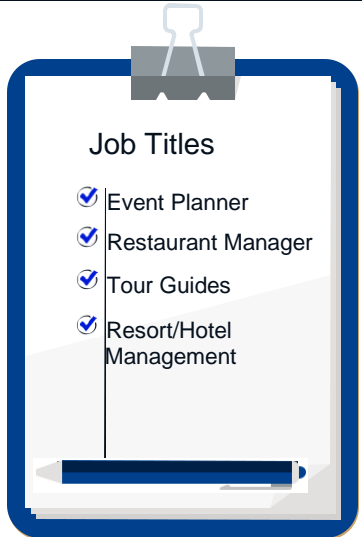 Job Titles
Event Planner
Restaurant Manager
Tour Guides
Resort/Hotel
Management